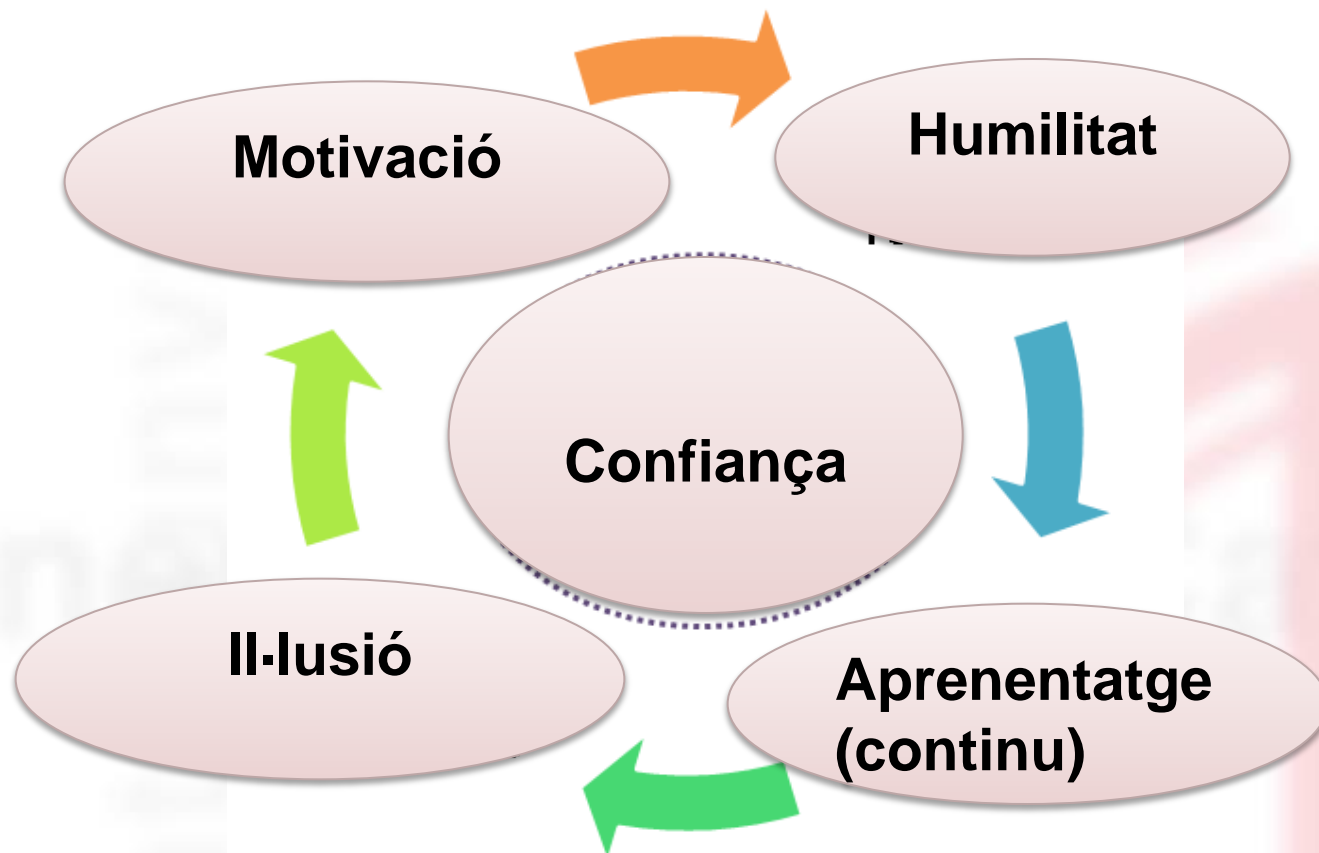 Motivació
Humilitat
Confiança
Il·lusió
Aprenentatge
(continu)